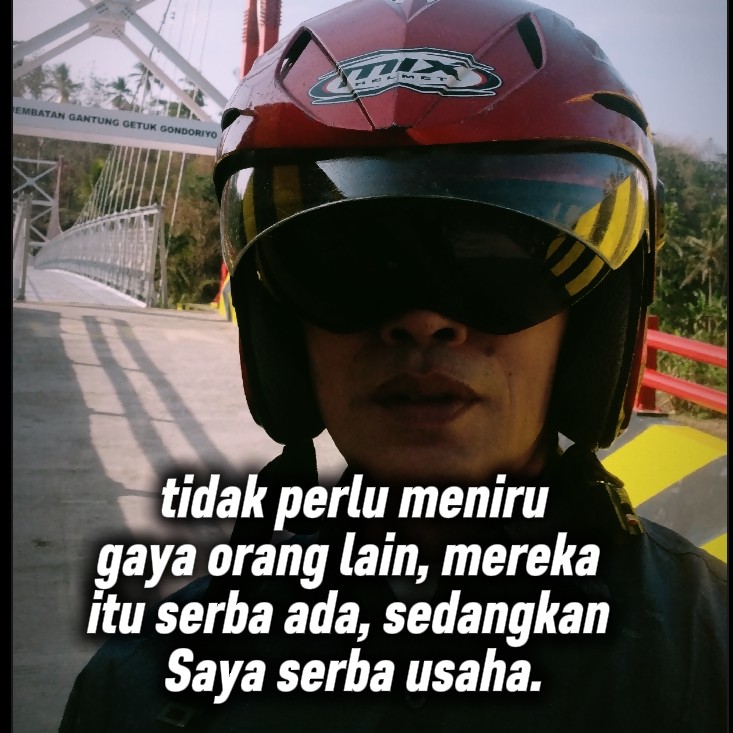 MIX
HELMET
EMBATAN GANTUNG GETUK GONDORIYO
tidak perlu meniru
gaya orang lain, mereka
itu serba ada, sedangkan
Saya serba usaha.